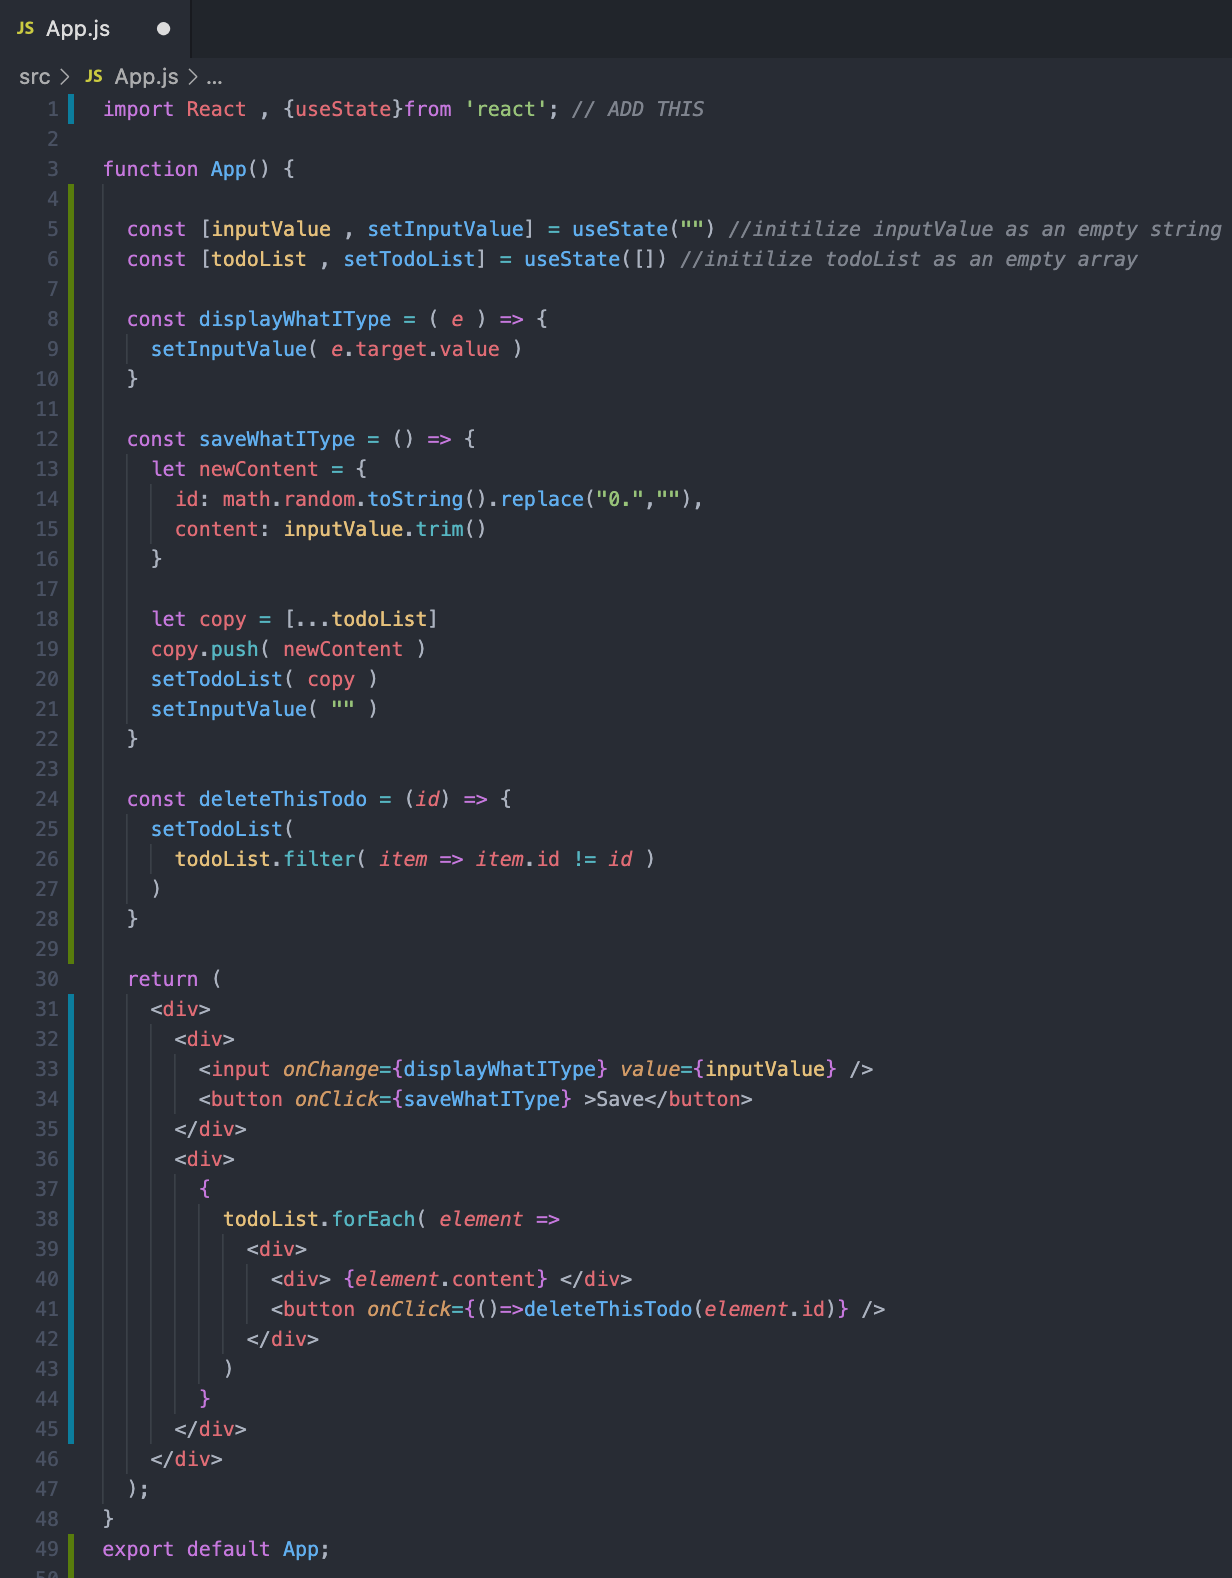 JS App.js
src > JS App.js > ...
1 import React , {useState}from 'react'; // ADD THIS
2
3 function App() {
4
5 const [inputValue , setInputValue] = useState("") //initilize inputValue as an empty string
6 const [todoList , setTodoList] = useState([]) //initilize todoList as an empty array
7
8 const displayWhatIType = ( e ) => {
9 setInputValue( e.target.value )
10 }
11
12 const saveWhatIType = () => {
13 let newContent = {
14 id: math.random.toString().replace("0.",""),
15 content: inputValue.trim()
16 }
17
18 let copy = [...todoList]
19 copy.push( newContent )
20 setTodoList( copy )
21 setInputValue( "" )
22 }
23
24 const deleteThisTodo = (id) => {
25 setTodoList(
26 todoList.filter( item => item.id != id )
27 )
28 }
29
30 return (
31 <div>
32 <div>
33 <input onChange={displayWhatIType} value={inputValue} />
34 <button onClick={saveWhatIType} >Save</button>
35 </div>
36 <div>
37 {
38 todoList.forEach( element =>
39 <div>
40 <div> {element.content} </div>
41 <button onClick={()=>deleteThisTodo(element.id)} />
42 </div>
43 )
44 }
45 </div>
46 </div>
47 );
48 }
49 export default App;
50